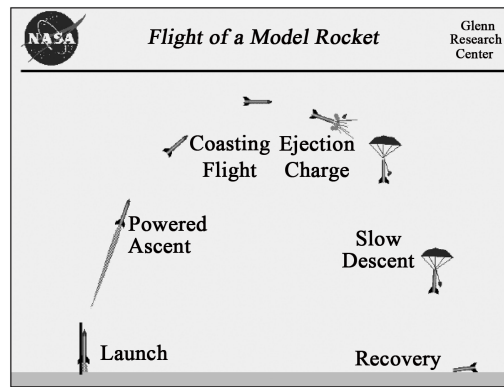 NASA
Flight of a Model Rocket
Glenn
Research
Center
Coasting
Flight
Ejection
Charge
Powered
Ascent
Slow
Descent
Launch
Recovery